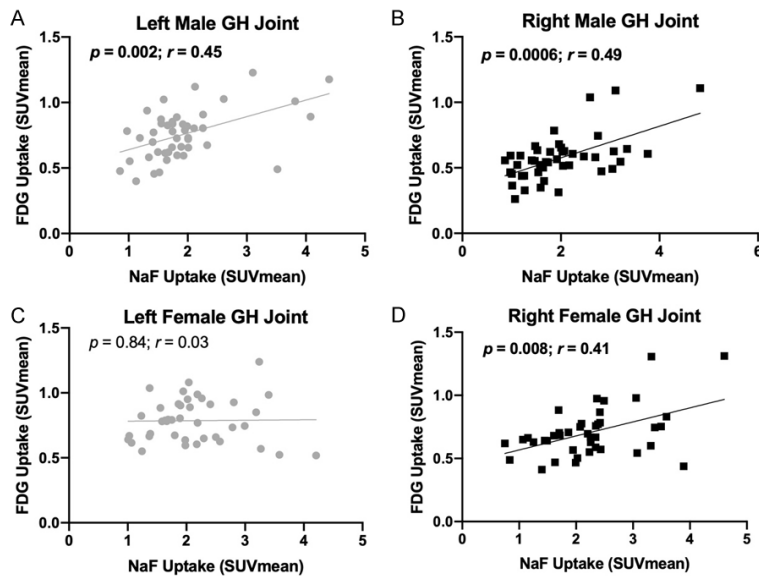 A
Left Male GH Joint
p = 0.002; r = 0.45
FDG Uptake (SUVmean)
1.5
1.0
0.5
0.0
0 1 2 3 4 5
NaF Uptake (SUVmean)
B
Right Male GH Joint
p = 0.0006; r = 0.49
FDG Uptake (SUVmean)
1.5
1.0
0.5
0.0
0 2 4 6
NaF Uptake (SUVmean)
C
Left Female GH Joint
p = 0.84; r = 0.03
FDG Uptake (SUVmean)
1.5
1.0
0.5
0.0
0 1 2 3 4 5
NaF Uptake (SUVmean)
D
Right Female GH Joint
p = 0.008; r = 0.41
FDG Uptake (SUVmean)
1.5
1.0
0.5
0.0
0 1 2 3 4 5
NaF Uptake (SUVmean)